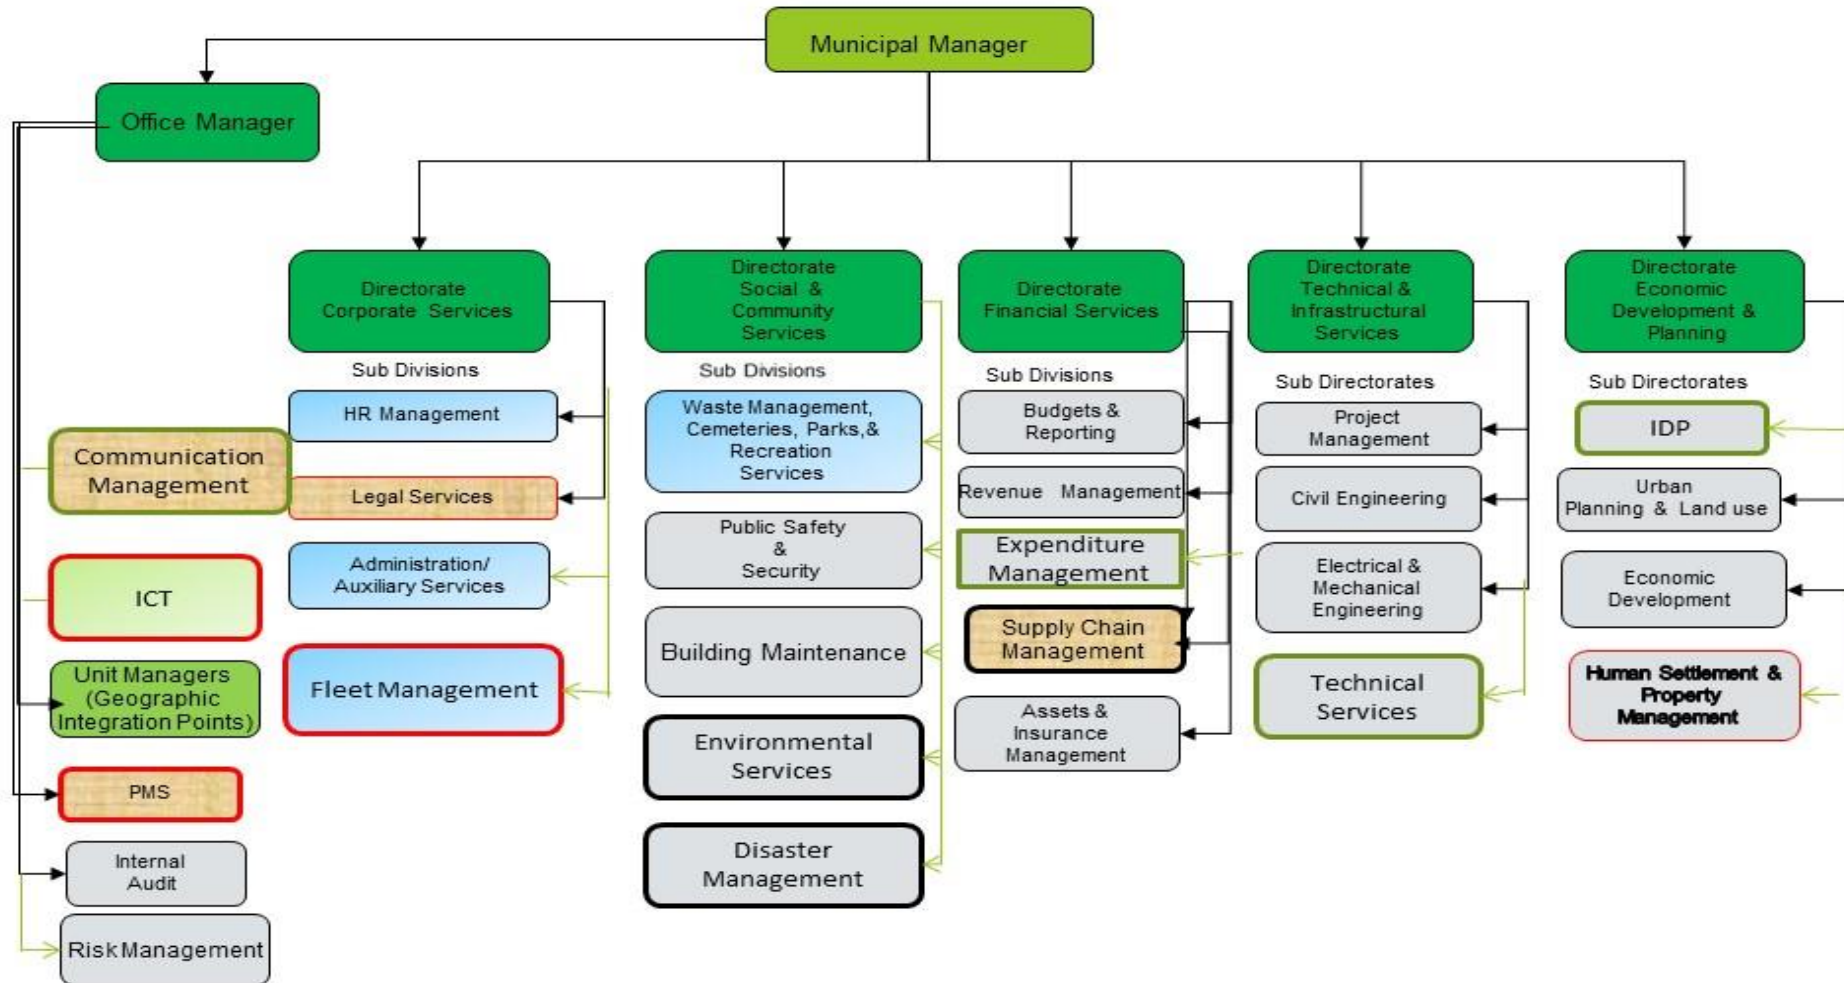 Municipal Manager
Office Manager
Communication
Management
ICT
Unit Managers
(Geographic
Integration Points)
PMS
Internal
Audit
Risk Management
Directorate
Corporate Services
Sub Divisions
HR Management
Legal Services
Administration/
Auxiliary Services
Fleet Management
Directorate
Social &
Community
Services
Sub Divisions
Waste Management,
Cemeteries, Parks,&
Recreation
Services
Public Safety
&
Security
Building Maintenance
Environmental
Services
Disaster
Management
Directorate
Financial Services
Sub Divisions
Budgets &
Reporting
Revenue Management
Expenditure
Management
Supply Chain
Management
Assets &
Insurance
Management
Directorate
Technical &
Infrastructural
Services
Sub Directorates
Project
Management
Civil Engineering
Electrical &
Mechanical
Engineering
Technical
Services
Directorate
Economic
Development &
Planning
Sub Directorates
IDP
Urban
Planning & Land use
Economic
Development
Human Settlement &
Property
Management